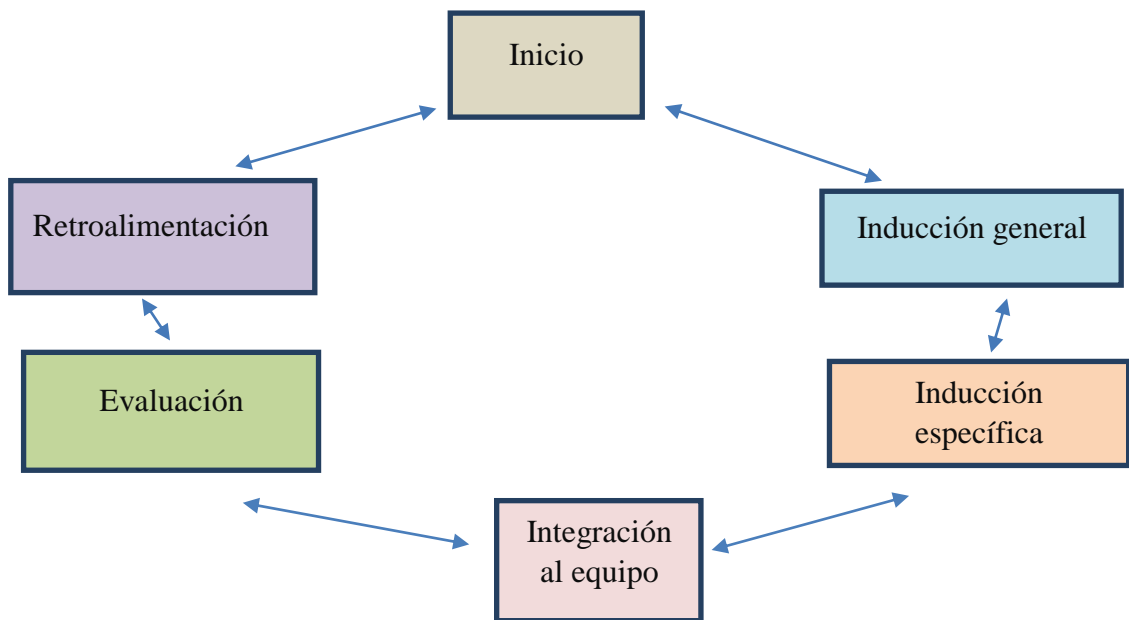 Inicio
Retroalimentación
Inducción general
Evaluación
Inducción
específica
Integración
al equipo